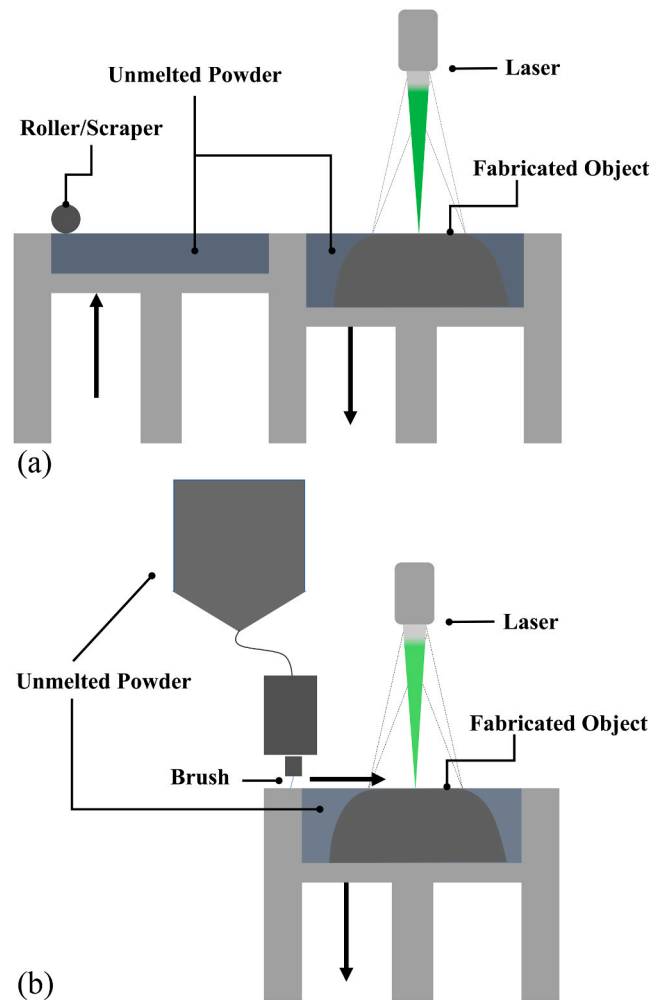 Laser
Unmelted Powder
Roller/Scraper
Fabricated Object
(a)
Laser
Unmelted Powder
Fabricated Object
Brush
(b)